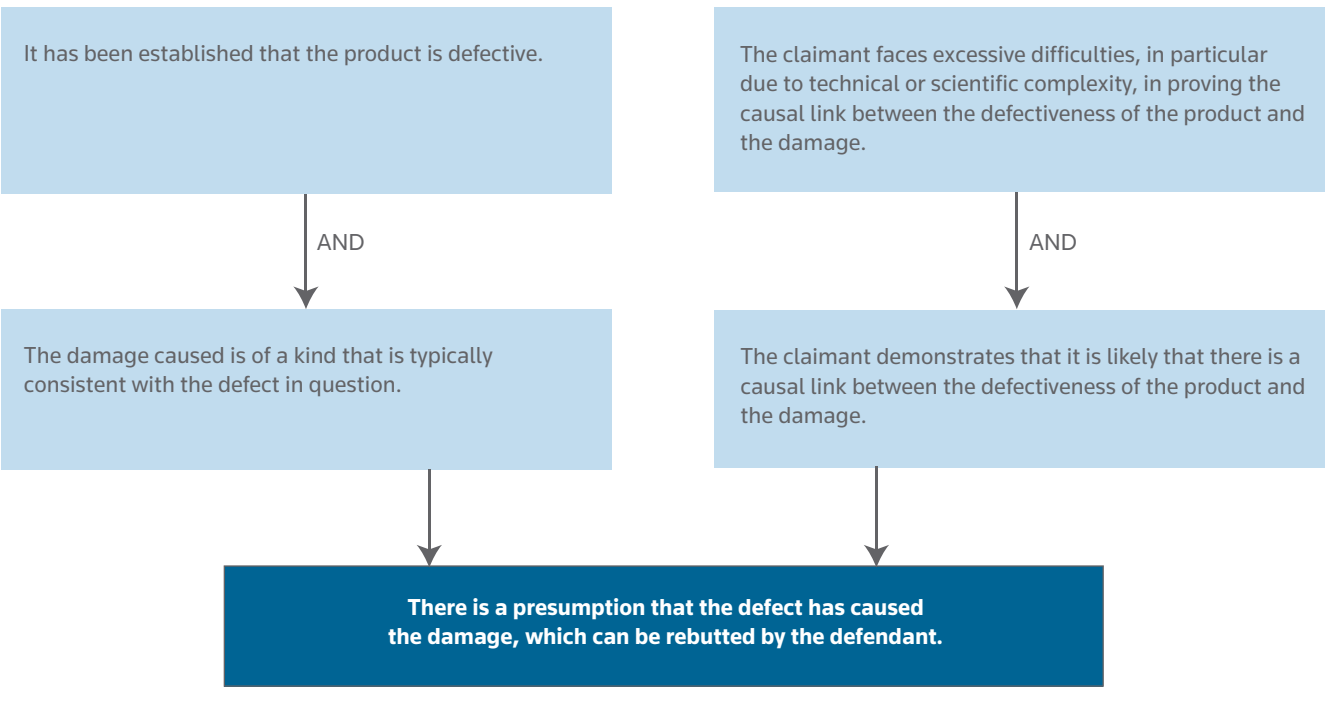 It has been established that the product is defective.
The claimant faces excessive difficulties, in particular
due to technical or scientific complexity, in proving the
causal link between the defectiveness of the product and
the damage.
AND
AND
The damage caused is of a kind that is typically
consistent with the defect in question.
The claimant demonstrates that it is likely that there is a
causal link between the defectiveness of the product and
the damage.
There is a presumption that the defect has caused
the damage, which can be rebutted by the defendant.